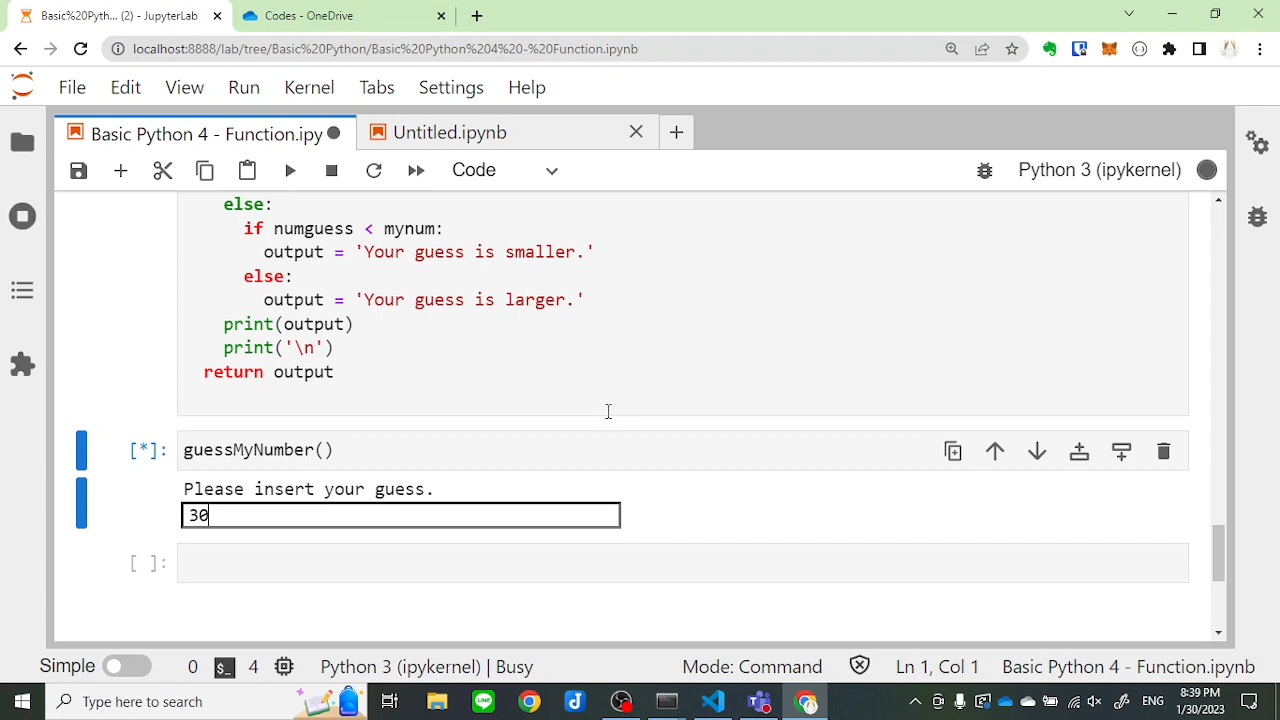 Basic%20Pyth... (2) - JupyterLab
Codes - OneDrive
localhost:8888/lab/tree/Basic%20Python/Basic%20Python%204%20-%20Function.ipynb
File Edit View Run Kernel Tabs Settings Help
Basic Python 4 - Function.ipy
Untitled.ipynb
Code
Python 3 (ipykernel)
else:
if numguess < mynum:
output = 'Your guess is smaller.'
else:
output = 'Your guess is larger.'
print(output)
print('\n')
return output
[*]: guessMyNumber()
Please insert your guess.
30
[ ]:
Simple 0 $_ 4 Python 3 (ipykernel) | Busy Mode: Command Ln 1, Col 1 Basic Python 4 - Function.ipynb
Type here to search
ENG
8:39 PM
1/30/2023